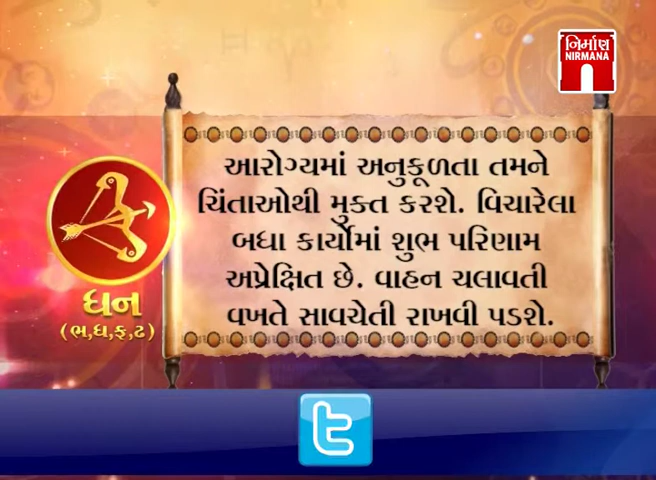 નિર્માણ
NIRMANA
આરોગ્યમાં અનુકૂળતા તમને
ચિંતાઓથી મુક્ત કરશે. વિચારેલા
બધા કાર્યોમાં શુભ પરિણામ
અપ્રેક્ષિત છે. વાહન ચલાવતી
વખતે સાવચેતી રાખવી પડશે.
ધન
(ભ,ધ,ફ,ઢ)